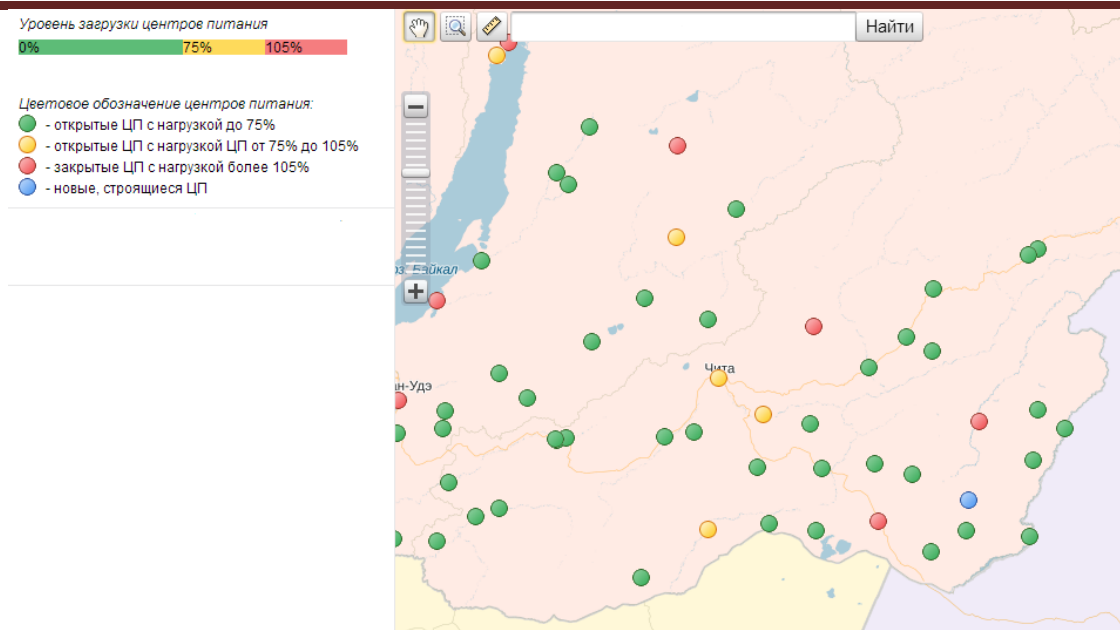 Уровень загрузки центров питания
0% 75% 105%
Цветовое обозначение центров питания:
- открытые ЦП с нагрузкой до 75%
- открытые ЦП с нагрузкой ЦП от 75% до 105%
- закрытые ЦП с нагрузкой более 105%
- новые, строящиеся ЦП
Найти
оз. Байкал
Чита
ан-Удэ